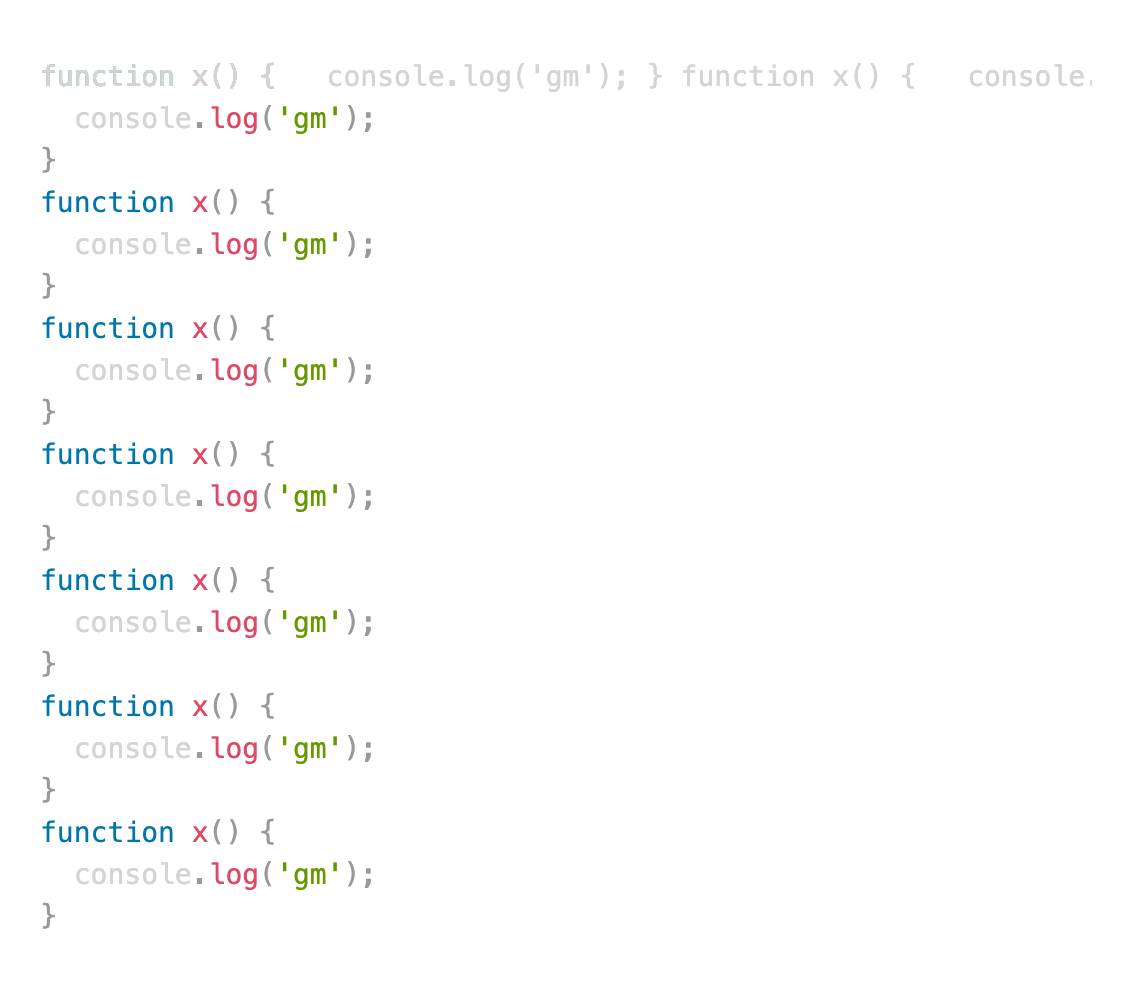 function x() {   console.log('gm'); } function x() {   console.
  console.log('gm');
}
function x() {
  console.log('gm');
}
function x() {
  console.log('gm');
}
function x() {
  console.log('gm');
}
function x() {
  console.log('gm');
}
function x() {
  console.log('gm');
}
function x() {
  console.log('gm');
}